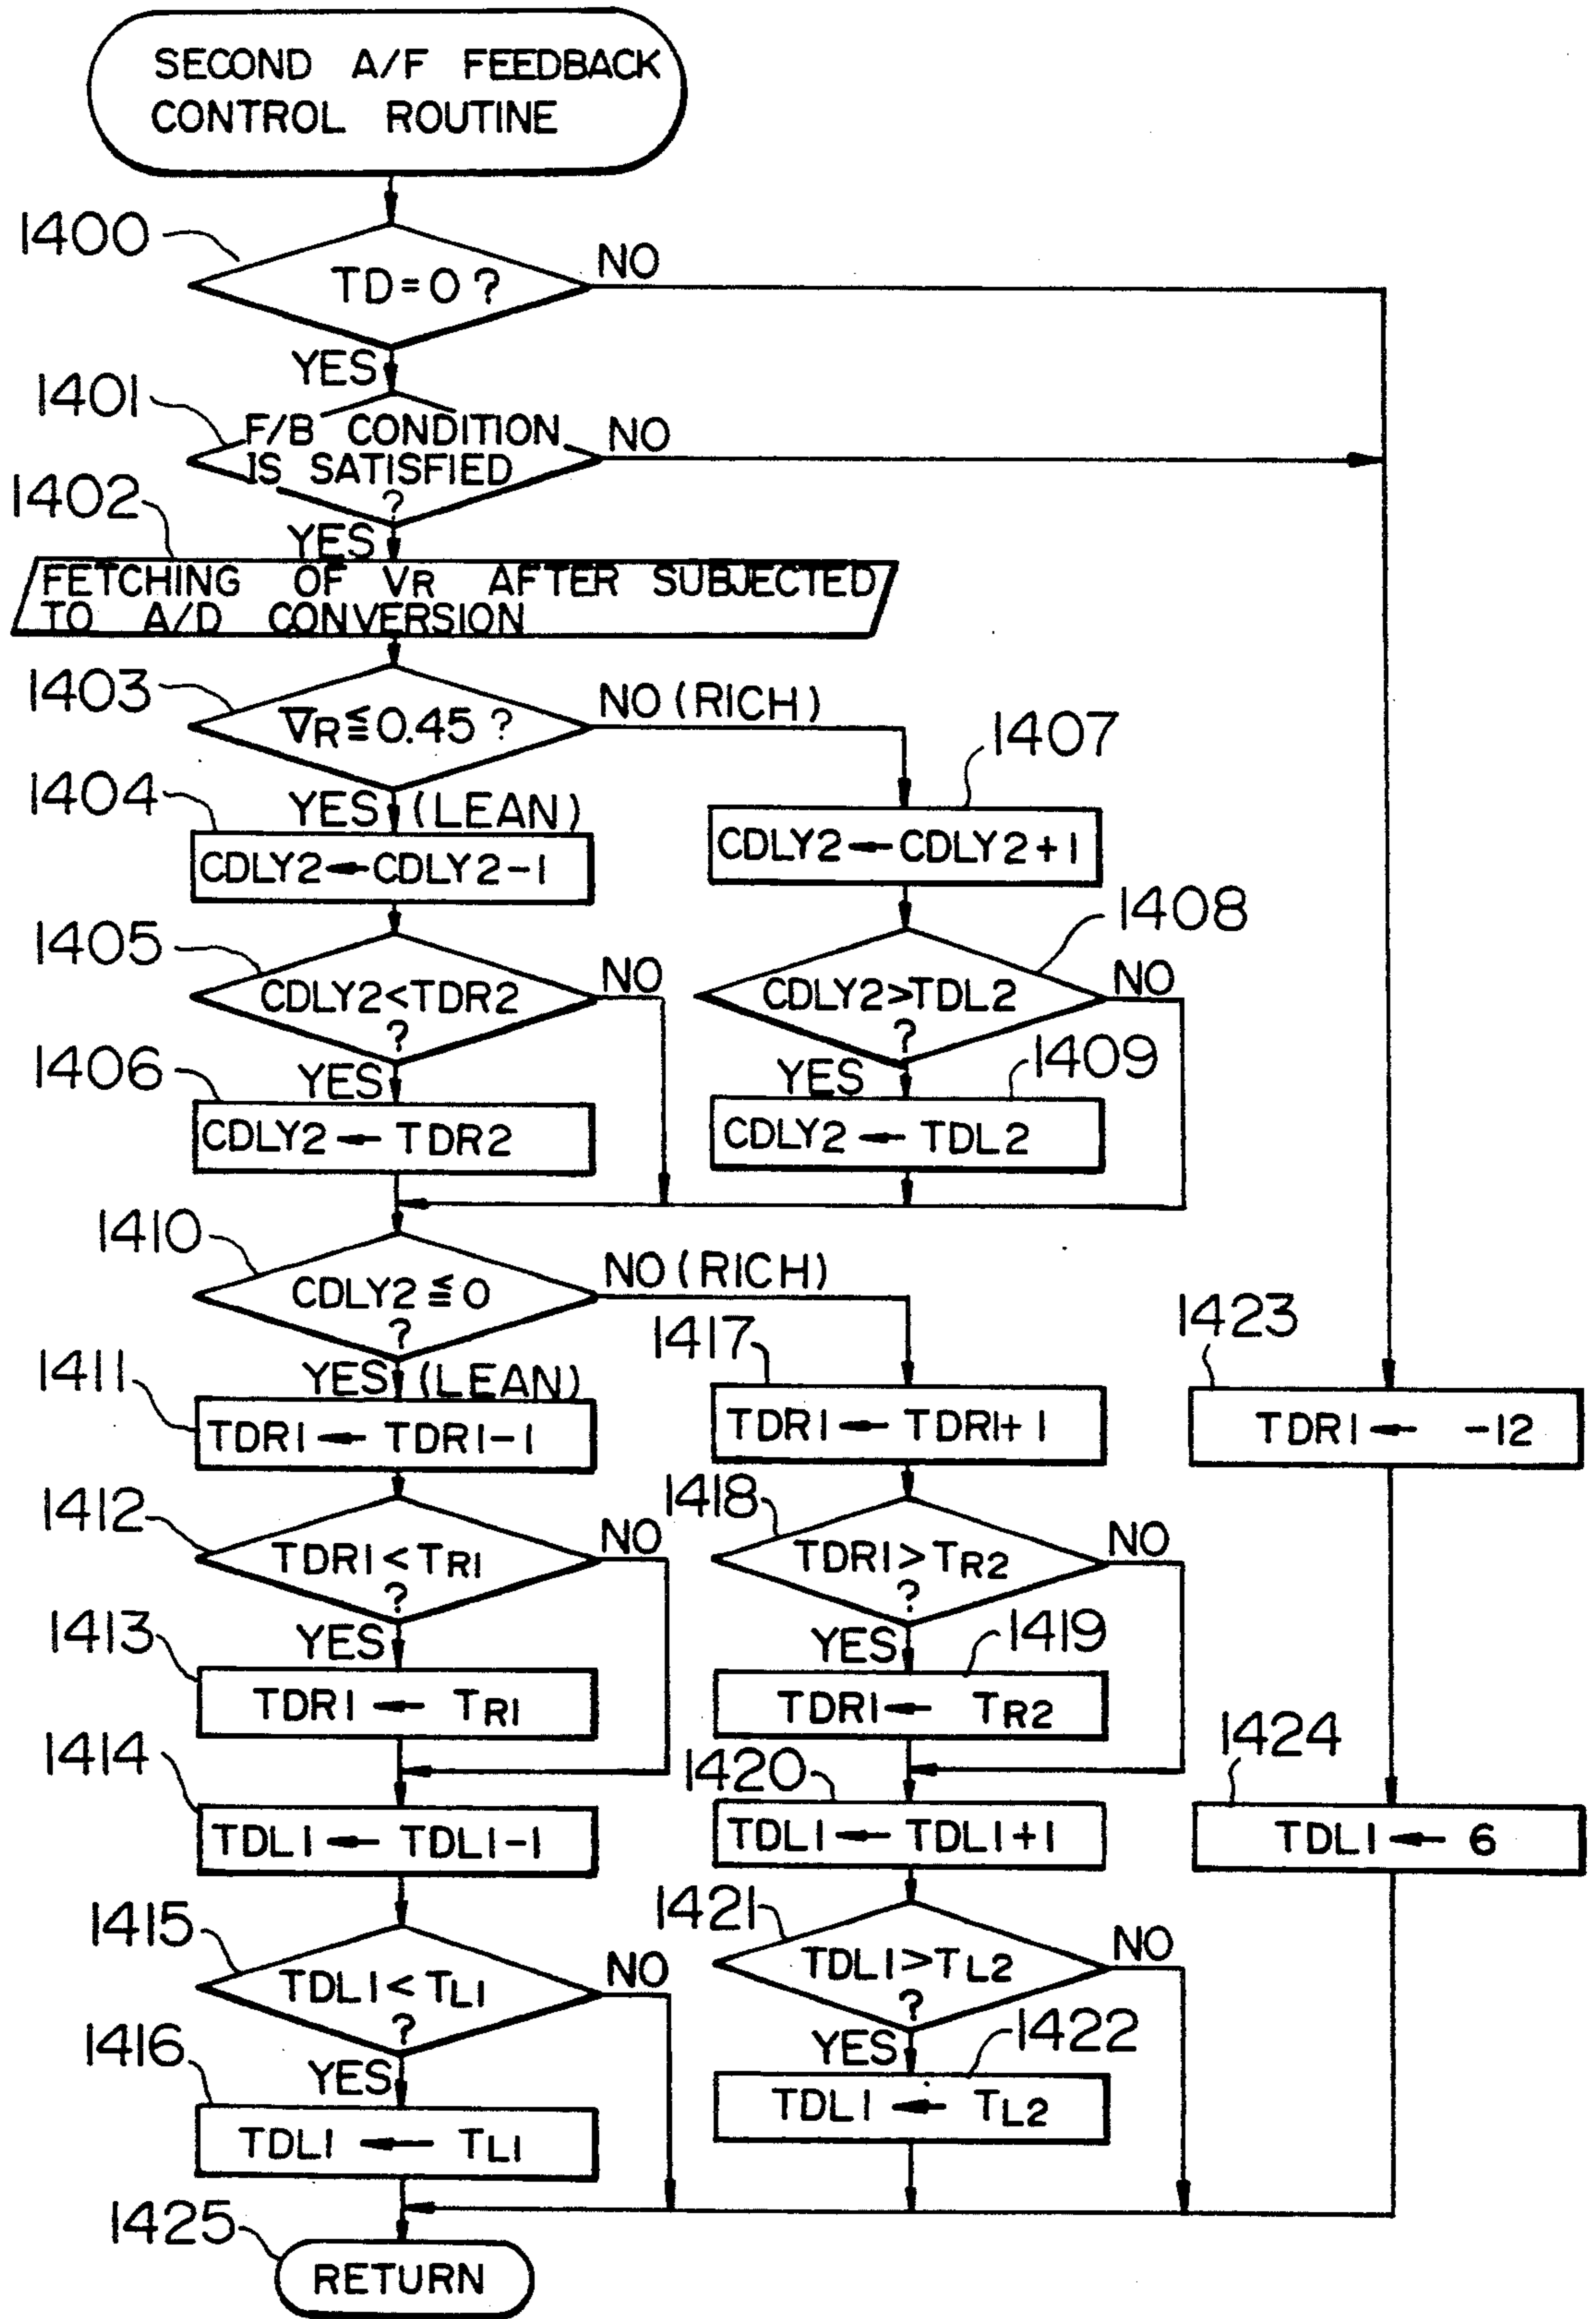 SECOND A/F FEEDBACK
CONTROL ROUTINE
1400
TD=0?
NO
YES
1401
F/B CONDITION
IS SATISFIED
?
NO
YES
1402
FETCHING OF VR AFTER SUBJECTED
TO A/D CONVERSION
1403
VR≦0.45?
NO (RICH)
YES (LEAN)
1404
CDLY2←CDLY2-1
1407
CDLY2←CDLY2+1
1405
CDLY2<TDR2
?
NO
YES
1408
CDLY2>TDL2
?
NO
YES
1406
CDLY2 ← TDR2
1409
CDLY2 ← TDL2
1410
CDLY2≦0
?
NO (RICH)
YES (LEAN)
1411
TDR1 ← TDR1-1
1417
TDR1 ← TDR1+1
1423
TDR1 ← -12
1412
TDR1<TR1
?
NO
YES
1418
TDR1>TR2
?
NO
YES
1413
TDR1 ← TR1
1419
TDR1 ← TR2
1414
TDL1 ← TDL1-1
1420
TDL1 ← TDL1+1
1424
TDL1 ← 6
1415
TDL1<TL1
?
NO
YES
1421
TDL1>TL2
?
NO
YES
1416
TDL1 ← TL1
1422
TDL1 ← TL2
1425
RETURN